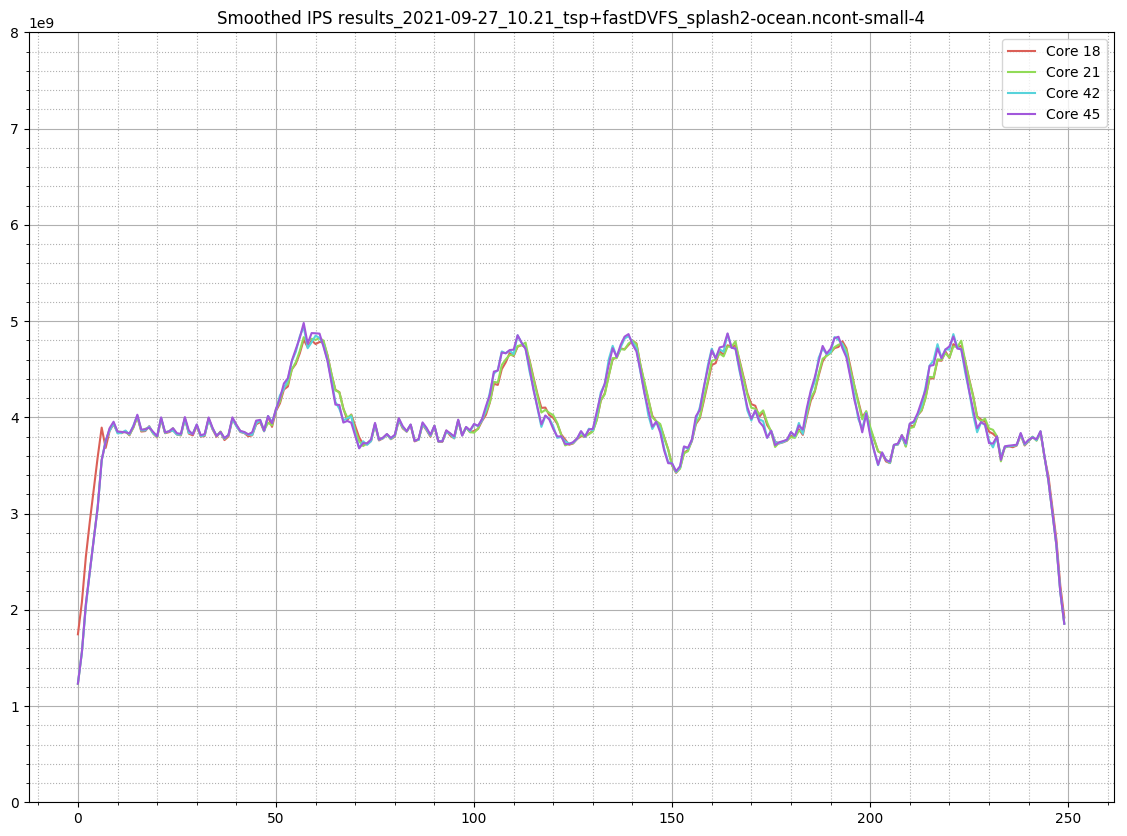 Smoothed IPS results_2021-09-27_10.21_tsp+fastDVFS_splash2-ocean.ncont-small-4
1e9
8
7
6
5
4
3
2
1
0
0 50 100 150 200 250
Core 18
Core 21
Core 42
Core 45